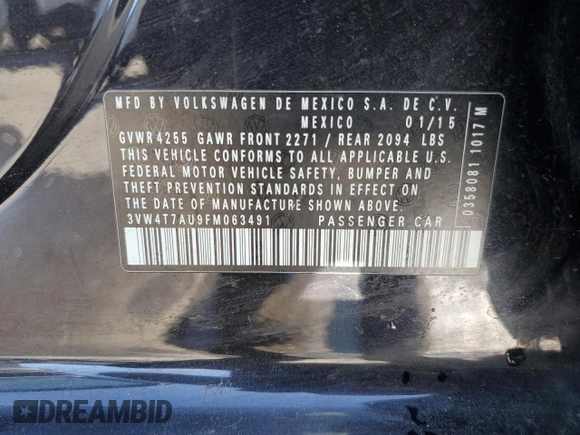 MFD BY VOLKSWAGEN DE MEXICO S.A. DE C.V.
MEXICO 01/15
GVWR 4255 GAWR FRONT 2271 / REAR 2094 LBS
THIS VEHICLE CONFORMS TO ALL APPLICABLE U.S.
FEDERAL MOTOR VEHICLE SAFETY, BUMPER AND
THEFT PREVENTION STANDARDS IN EFFECT ON
THE DATE OF MANUFACTURE SHOWN ABOVE.
3VW4T7AU9FM063491 PASSENGER CAR
0358081 1017 M
DREAMBID